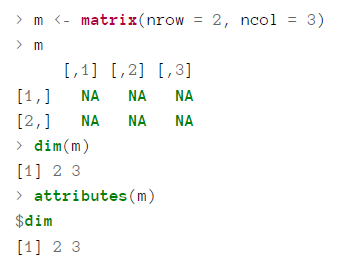 > m <- matrix(nrow = 2, ncol = 3)
> m
     [,1] [,2] [,3]
[1,]   NA   NA   NA
[2,]   NA   NA   NA
> dim(m)
[1] 2 3
> attributes(m)
$dim
[1] 2 3